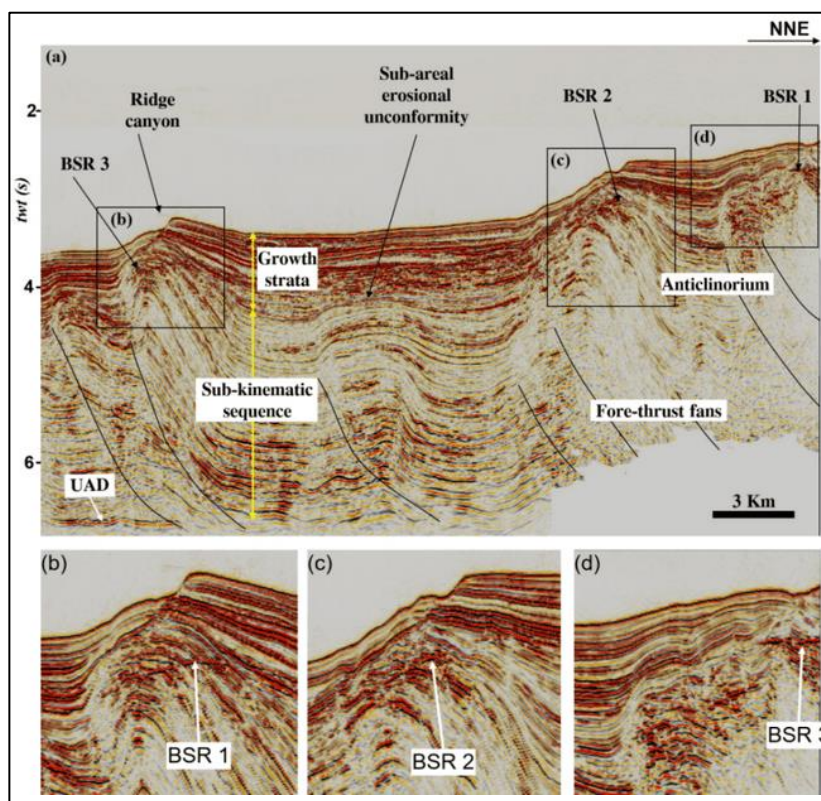 NNE
(a)
2
Sub-areal
erosional
unconformity
BSR 2
BSR 1
Ridge
canyon
(d)
(c)
BSR 3
twt (s)
(b)
Growth
strata
4
Anticlinorium
Sub-kinematic
sequence
Fore-thrust fans
6
UAD
3 Km
(b)
(c)
(d)
BSR 1
BSR 2
BSR 3